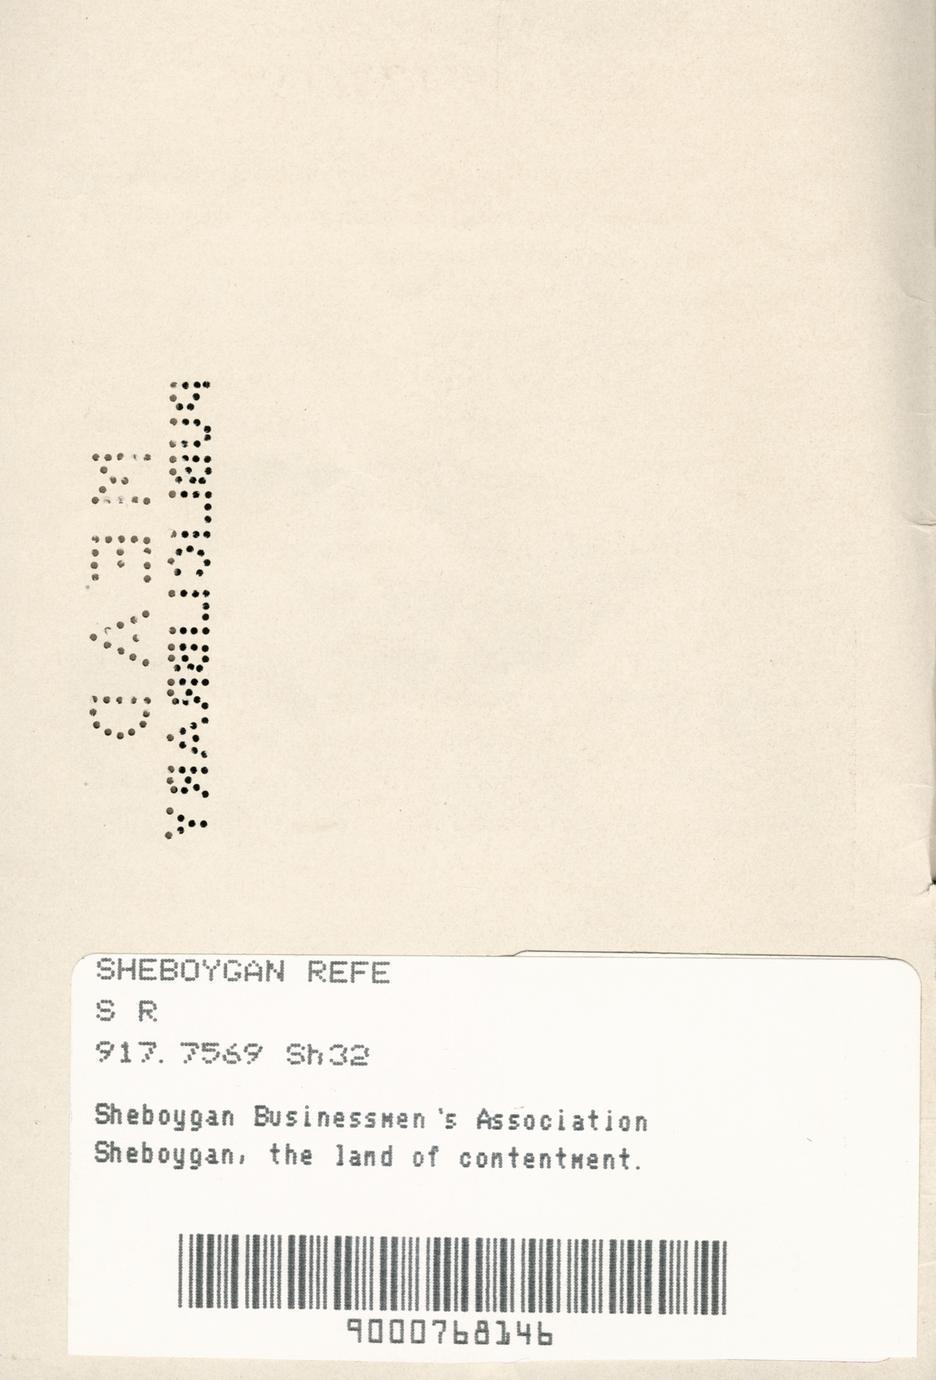 MEAD
PUBLIC LIBRARY
SHEBOYGAN REFE
S R
917.7569 Sh32
Sheboygan Businessmen's Association
Sheboygan, the land of contentment.
9000768146